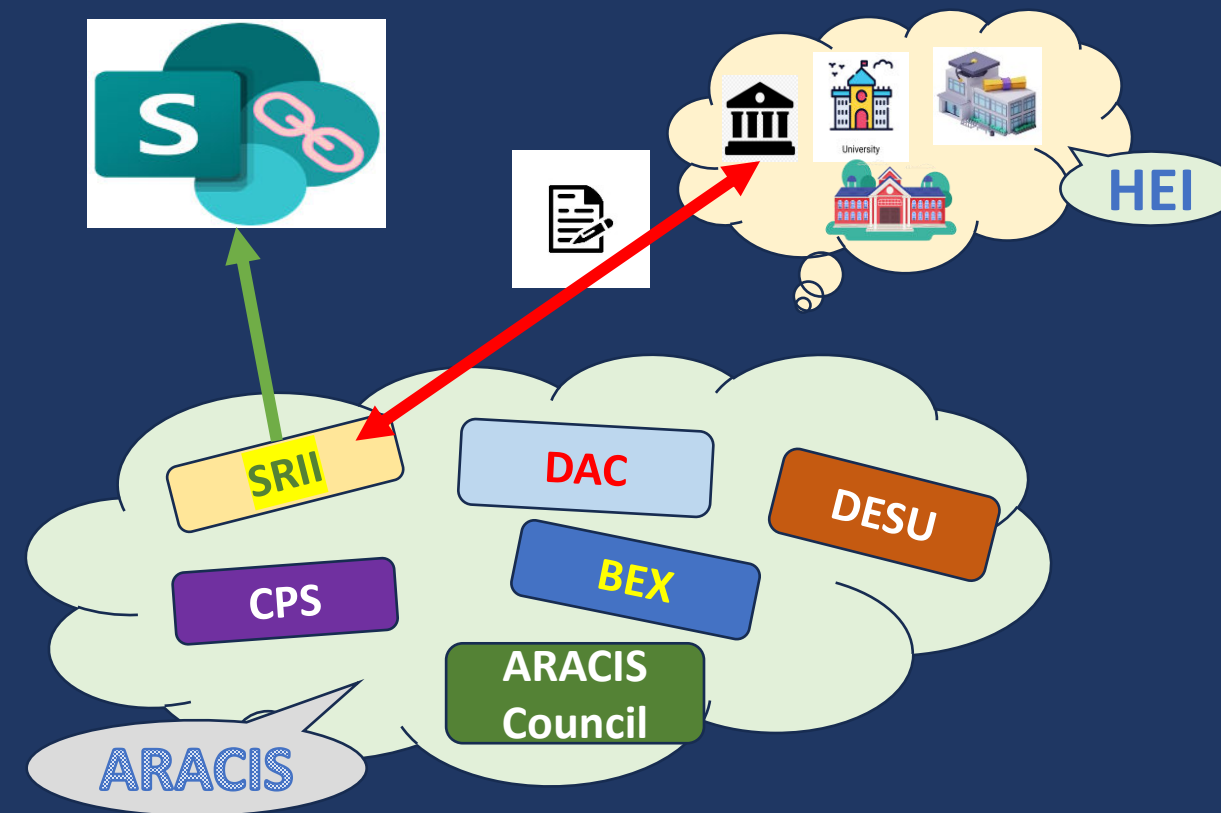 S
University
HEI
SRII
DAC
DESU
CPS
BEX
ARACIS
Council
ARACIS